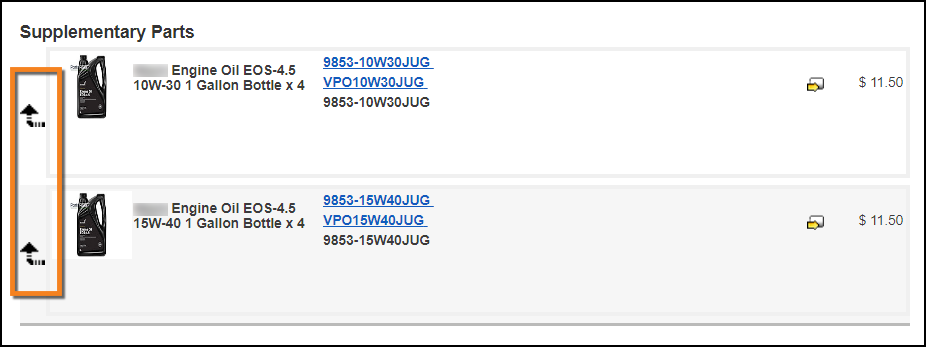 Supplementary Parts
Engine Oil EOS-4.5
10W-30 1 Gallon Bottle x 4
9853-10W30JUG
VPO10W30JUG
9853-10W30JUG
$ 11.50
Engine Oil EOS-4.5
15W-40 1 Gallon Bottle x 4
9853-15W40JUG
VPO15W40JUG
9853-15W40JUG
$ 11.50